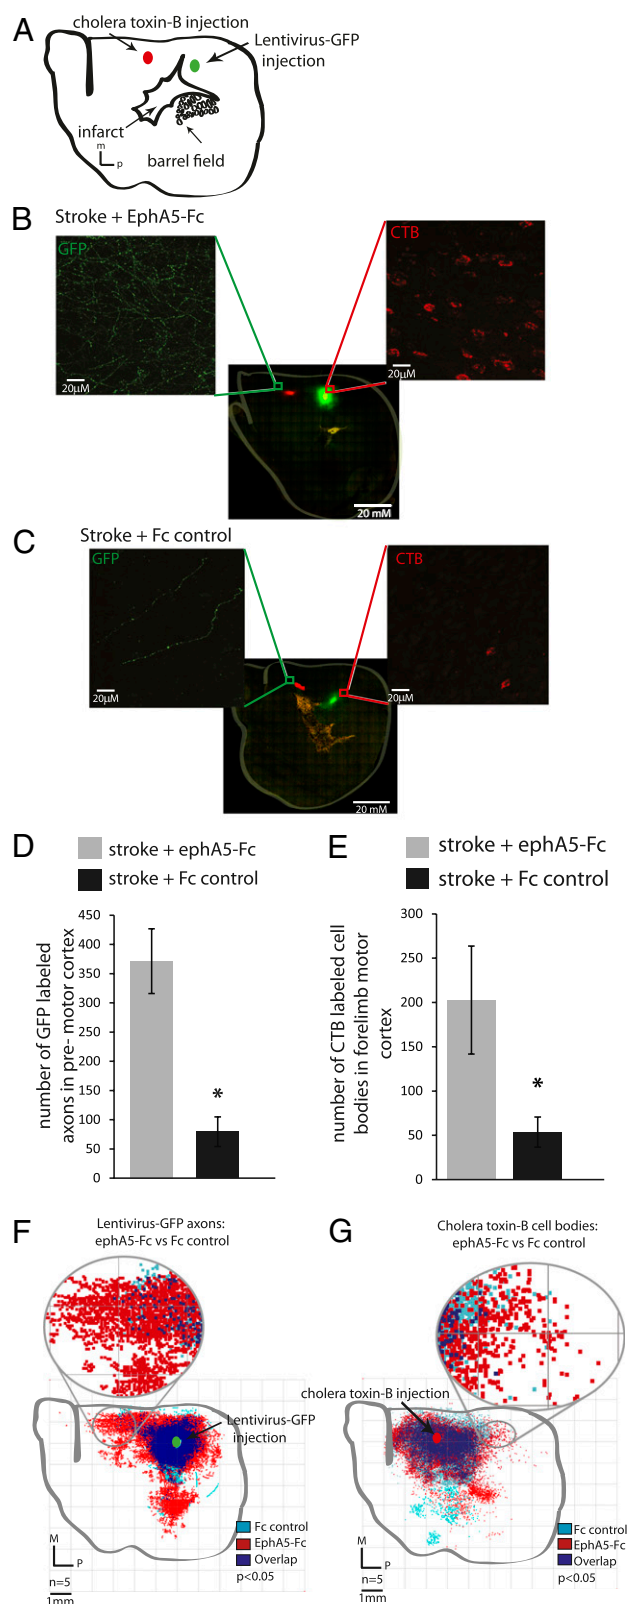 A
cholera toxin-B injection
Lentivirus-GFP
injection
infarct
m
p
barrel field
B
Stroke + EphA5-Fc
GFP
20µM
CTB
20µM
20 mM
C
Stroke + Fc control
GFP
20µM
CTB
20µM
20 mM
D
stroke + ephA5-Fc
stroke + Fc control
number of GFP labeled
axons in pre- motor cortex
450
400
350
300
250
200
150
100
50
0
*
E
stroke + ephA5-Fc
stroke + Fc control
number of CTB labeled cell
bodies in forelimb motor
cortex
300
250
200
150
100
50
0
*
F
Lentivirus-GFP axons:
ephA5-Fc vs Fc control
Lentivirus-GFP
injection
Fc control
EphA5-Fc
Overlap
p<0.05
M
P
n=5
1mm
G
Cholera toxin-B cell bodies:
ephA5-Fc vs Fc control
cholera toxin-B injection
Fc control
EphA5-Fc
Overlap
p<0.05
M
P
n=5
1mm